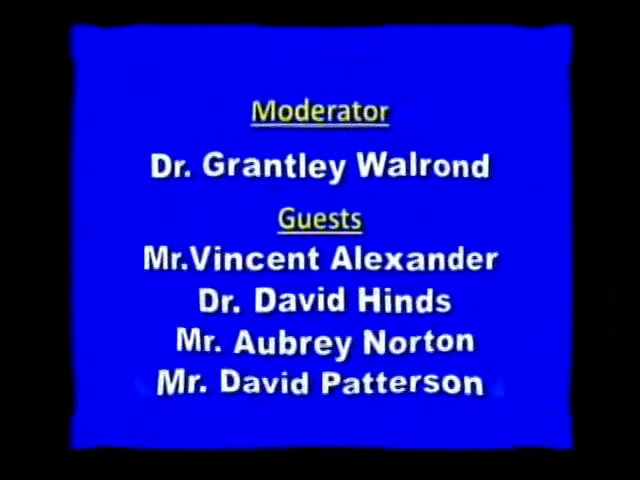 Moderator
Dr. Grantley Walrond
Guests
Mr.Vincent Alexander
Dr. David Hinds
Mr. Aubrey Norton
Mr. David Patterson